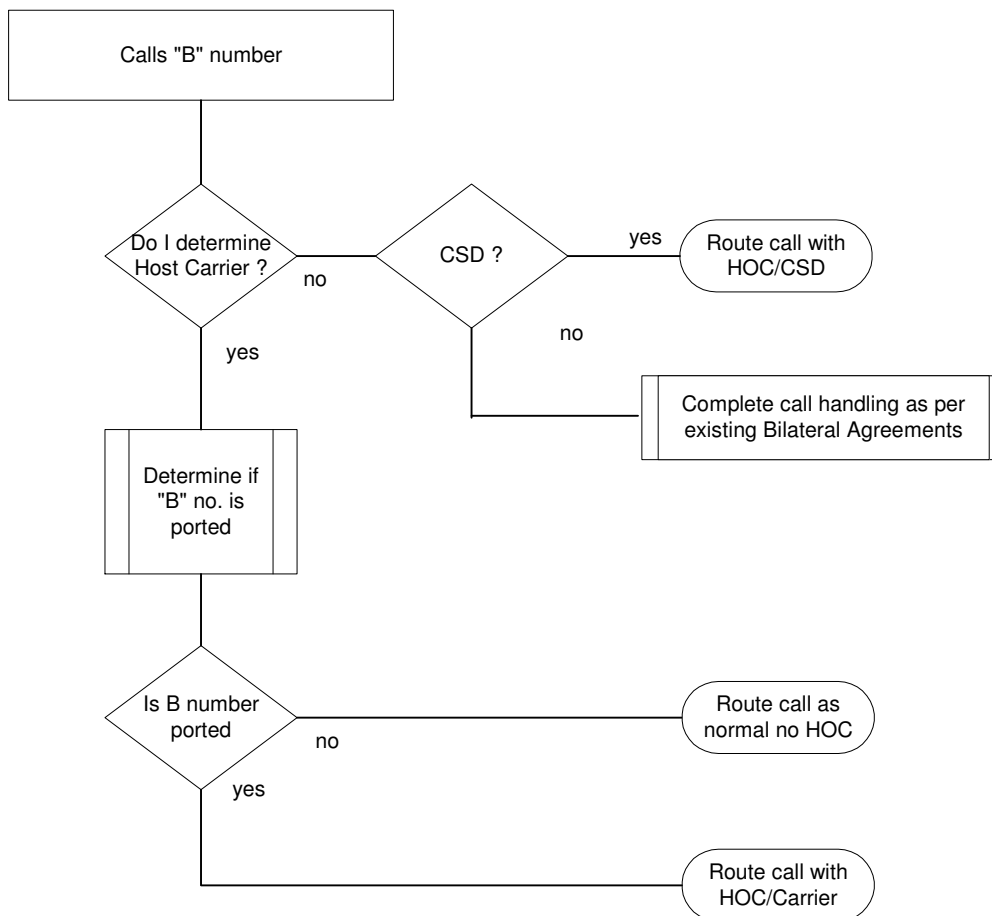 Calls "B" number
Do I determine
Host Carrier ?
no
CSD ?
yes
Route call with
HOC/CSD
no
yes
Complete call handling as per
existing Bilateral Agreements
Determine if
"B" no. is
ported
Is B number
ported
no
Route call as
normal no HOC
yes
Route call with
HOC/Carrier